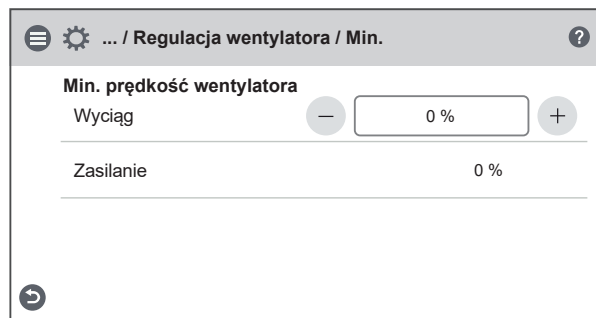 ... / Regulacja wentylatora / Min. ?
Min. prędkość wentylatora
Wyciąg − 0 % +
Zasilanie 0 %